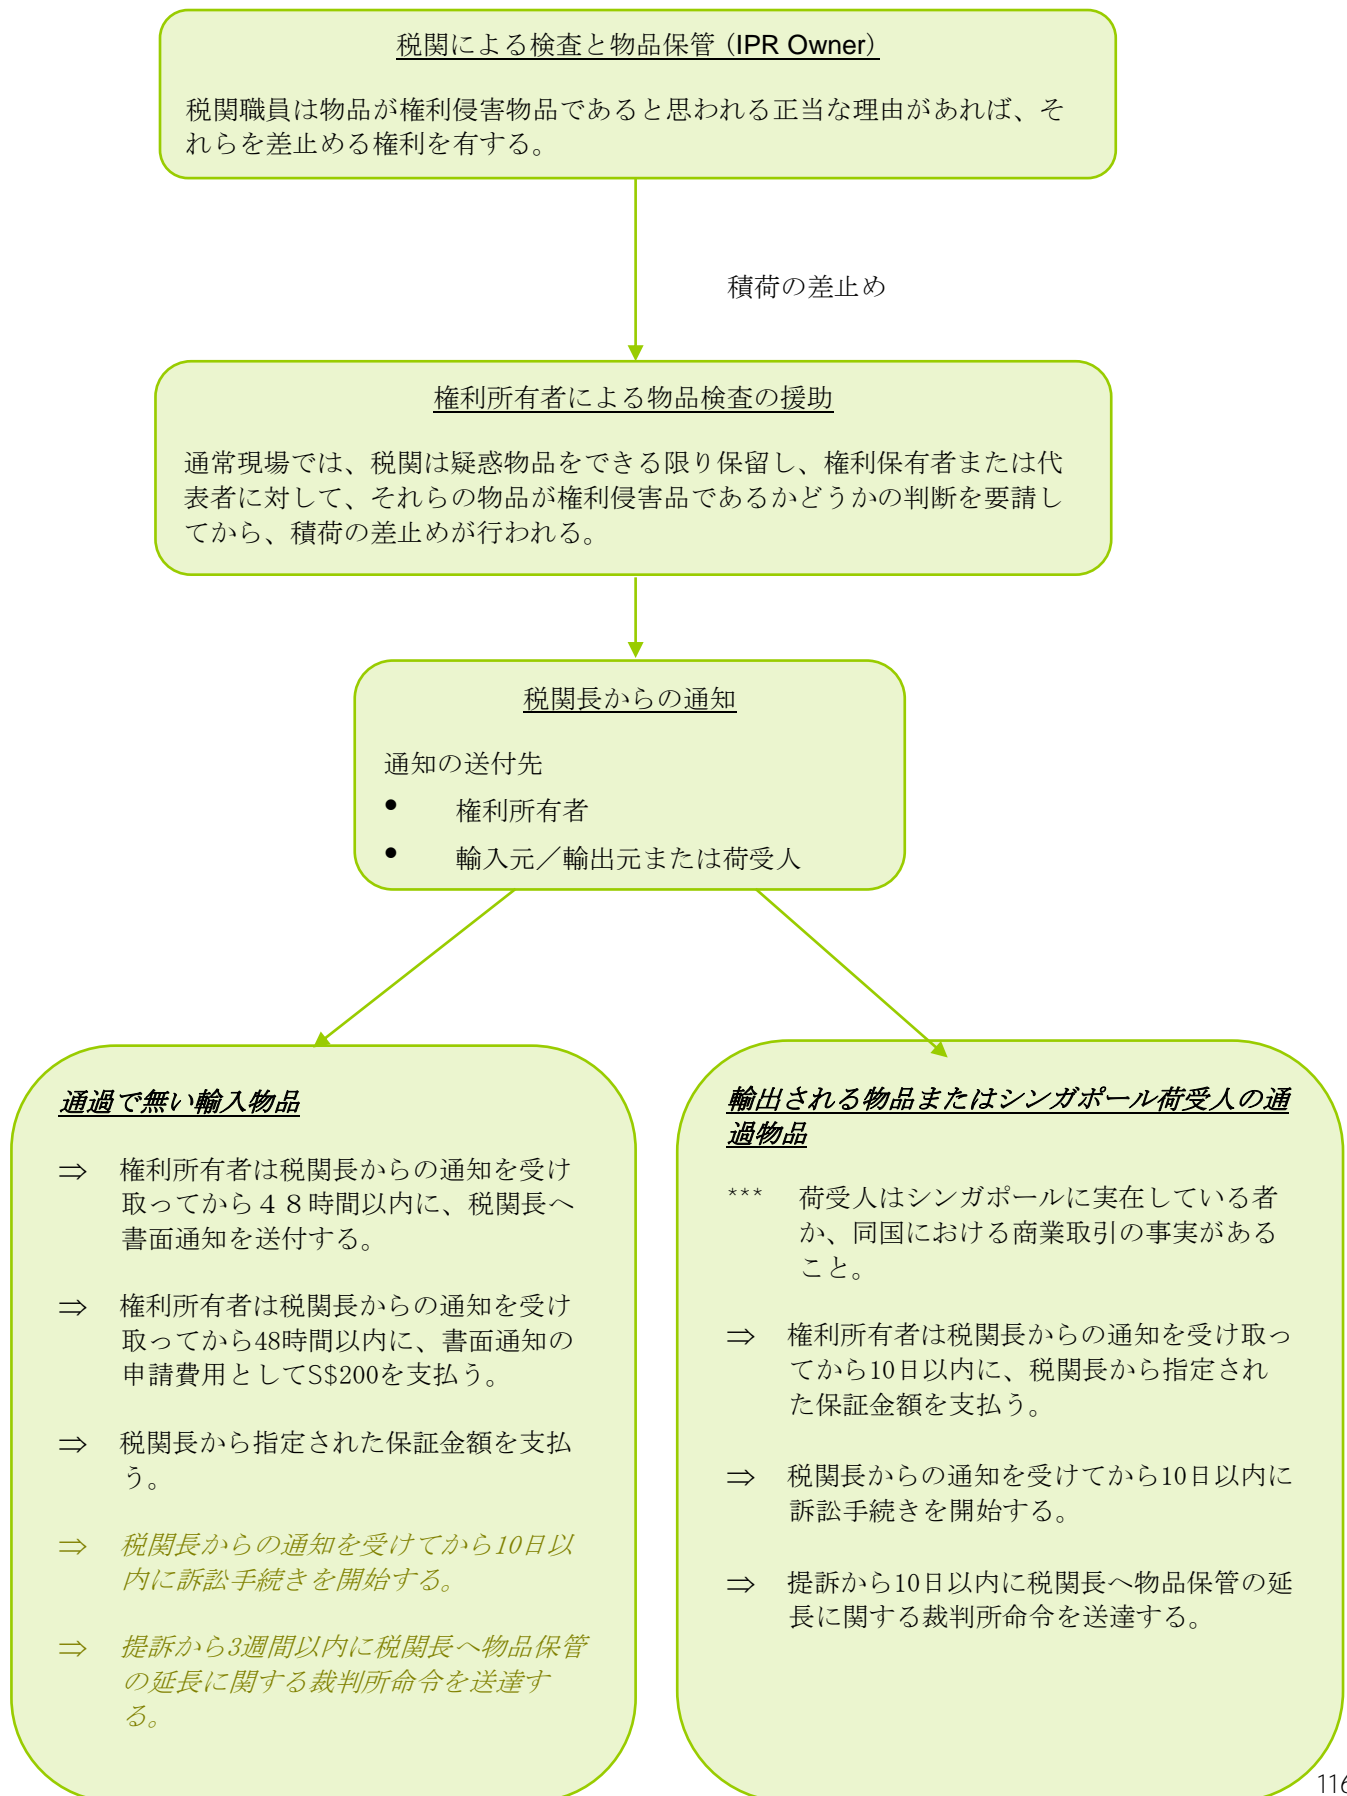 税関による検査と物品保管（IPR Owner）
税関職員は物品が権利侵害物品であると思われる正当な理由があれば、そ
れらを差止める権利を有する。
積荷の差止め
権利所有者による物品検査の援助
通常現場では、税関は疑惑物品をできる限り保留し、権利保有者または代
表者に対して、それらの物品が権利侵害品であるかどうかの判断を要請し
てから、積荷の差止めが行われる。
税関長からの通知
通知の送付先
• 権利所有者
• 輸入元／輸出元または荷受人
通過で無い輸入物品
⇒ 権利所有者は税関長からの通知を受け
取ってから４８時間以内に、税関長へ
書面通知を送付する。
⇒ 権利所有者は税関長からの通知を受け
取ってから48時間以内に、書面通知の
申請費用としてS$200を支払う。
⇒ 税関長から指定された保証金額を支払
う。
⇒ 税関長からの通知を受けてから10日以
内に訴訟手続きを開始する。
⇒ 提訴から3週間以内に税関長へ物品保管
の延長に関する裁判所命令を送達す
る。
輸出される物品またはシンガポール荷受人の通
過物品
*** 荷受人はシンガポールに実在している者
か、同国における商業取引の事実がある
こと。
⇒ 権利所有者は税関長からの通知を受け取っ
てから10日以内に、税関長から指定され
た保証金額を支払う。
⇒ 税関長からの通知を受けてから10日以内に
訴訟手続きを開始する。
⇒ 提訴から10日以内に税関長へ物品保管の延
長に関する裁判所命令を送達する。
116